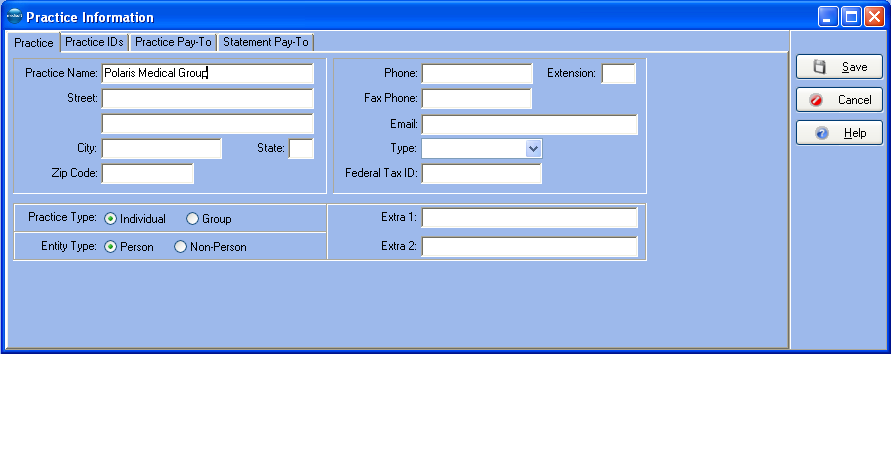 Practice Information
Practice Practice IDs Practice Pay-To Statement Pay-To
Practice Name: Polaris Medical Group
Street:
City: State:
Zip Code:
Phone: Extension:
Fax Phone:
Email:
Type:
Federal Tax ID:
Practice Type: Individual Group
Entity Type: Person Non-Person
Extra 1:
Extra 2:
Save
Cancel
Help